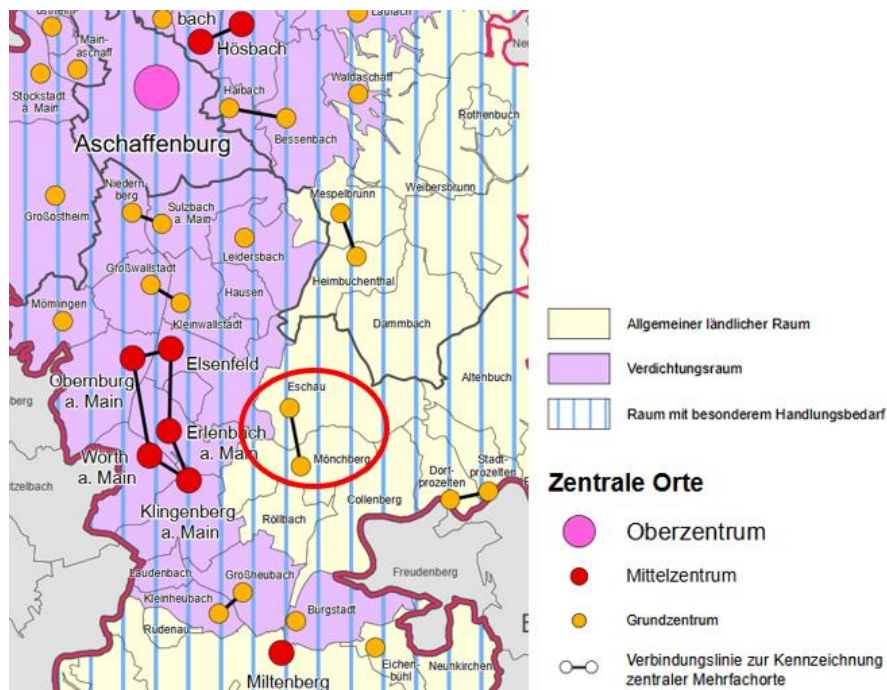 bach
Hösbach
Laufach
Main-
aschaff
Stockstadt
a. Main
Haibach
Waldaschaff
Bessenbach
Rothenbuch
Aschaffenburg
Weibersbrunn
Niedern-
berg
Mespelbrunn
Sulzbach
a. Main
Großostheim
Leidersbach
Großwallstadt
Heimbuchenthal
Hausen
Mömlingen
Kleinwallstadt
Dammbach
Elsenfeld
Obernburg
a. Main
Eschau
Altenbuch
Erlenbach
a. Main
Wörth
a. Main
Mönchberg
Stadt-
prozelten
Dorf-
prozelten
Collenberg
Klingenberg
a. Main
Röllbach
Laudenbach
Großheubach
Freudenberg
Kleinheubach
Bürgstadt
Rüdenau
Miltenberg
Eichen-
bühl
Neunkirchen
Allgemeiner ländlicher Raum
Verdichtungsraum
Raum mit besonderem Handlungsbedarf
Zentrale Orte
Oberzentrum
Mittelzentrum
Grundzentrum
Verbindungslinie zur Kennzeichnung
zentraler Mehrfachorte